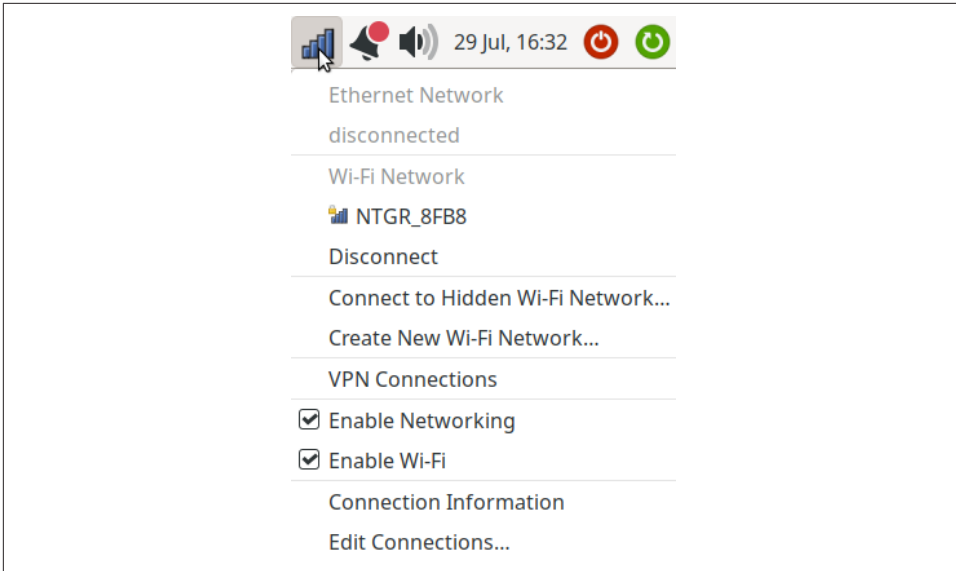 29 Jul, 16:32
Ethernet Network
disconnected
Wi-Fi Network
NTGR_8FB8
Disconnect
Connect to Hidden Wi-Fi Network...
Create New Wi-Fi Network...
VPN Connections
Enable Networking
Enable Wi-Fi
Connection Information
Edit Connections...